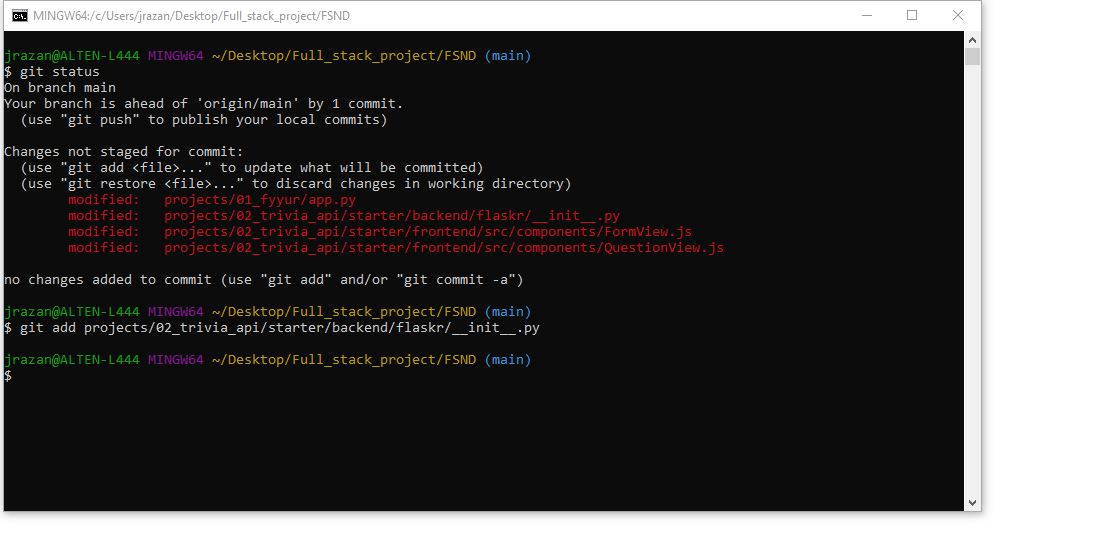 MINGW64:/c/Users/jrazan/Desktop/Full_stack_project/FSND
jrazan@ALTEN-L444 MINGW64 ~/Desktop/Full_stack_project/FSND (main)
$ git status
On branch main
Your branch is ahead of 'origin/main' by 1 commit.
  (use "git push" to publish your local commits)
Changes not staged for commit:
  (use "git add <file>..." to update what will be committed)
  (use "git restore <file>..." to discard changes in working directory)
        modified:   projects/01_fyyur/app.py
        modified:   projects/02_trivia_api/starter/backend/flaskr/__init__.py
        modified:   projects/02_trivia_api/starter/frontend/src/components/FormView.js
        modified:   projects/02_trivia_api/starter/frontend/src/components/QuestionView.js
no changes added to commit (use "git add" and/or "git commit -a")
jrazan@ALTEN-L444 MINGW64 ~/Desktop/Full_stack_project/FSND (main)
$ git add projects/02_trivia_api/starter/backend/flaskr/__init__.py
jrazan@ALTEN-L444 MINGW64 ~/Desktop/Full_stack_project/FSND (main)
$